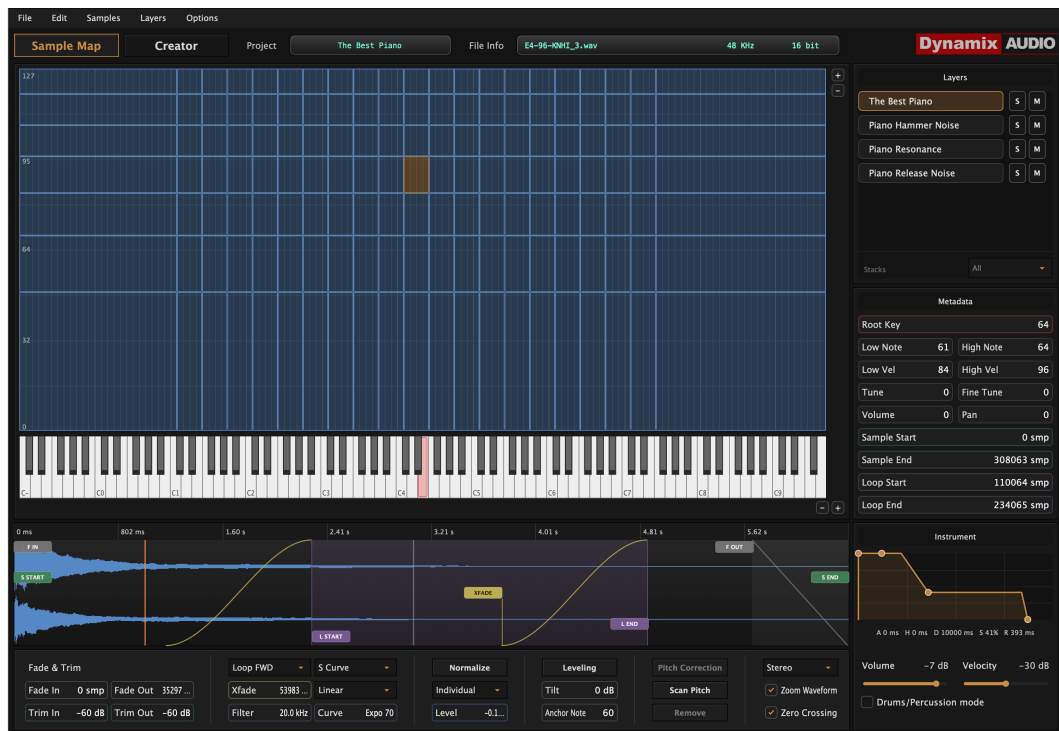 File Edit Samples Layers Options
Sample Map Creator Project The Best Piano File Info E4-96-KNHI_3.wav 48 KHz 16 bit Dynamix AUDIO
127
95
64
32
0
+
-
C- C0 C1 C2 C3 C4 C5 C6 C7 C8 C9
- +
Layers
The Best Piano S M
Piano Hammer Noise S M
Piano Resonance S M
Piano Release Noise S M
Stacks All
Metadata
Root Key 64
Low Note 61 High Note 64
Low Vel 84 High Vel 96
Tune 0 Fine Tune 0
Volume 0 Pan 0
Sample Start 0 smp
Sample End 308063 smp
Loop Start 110064 smp
Loop End 234065 smp
0 ms 802 ms 1.60 s 2.41 s 3.21 s 4.01 s 4.81 s 5.62 s
F IN F OUT
S START S END
XFADE
L START L END
Instrument
A 0 ms H 0 ms D 10000 ms S 41% R 393 ms
Volume -7 dB Velocity -30 dB
Drums/Percussion mode
Fade & Trim
Fade In 0 smp Fade Out 35297 ...
Trim In -60 dB Trim Out -60 dB
Loop FWD S Curve
Xfade 53983 ... Linear
Filter 20.0 kHz Curve Expo 70
Normalize
Individual
Level -0.1...
Leveling
Tilt 0 dB
Anchor Note 60
Pitch Correction
Scan Pitch
Remove
Stereo
Zoom Waveform
Zero Crossing